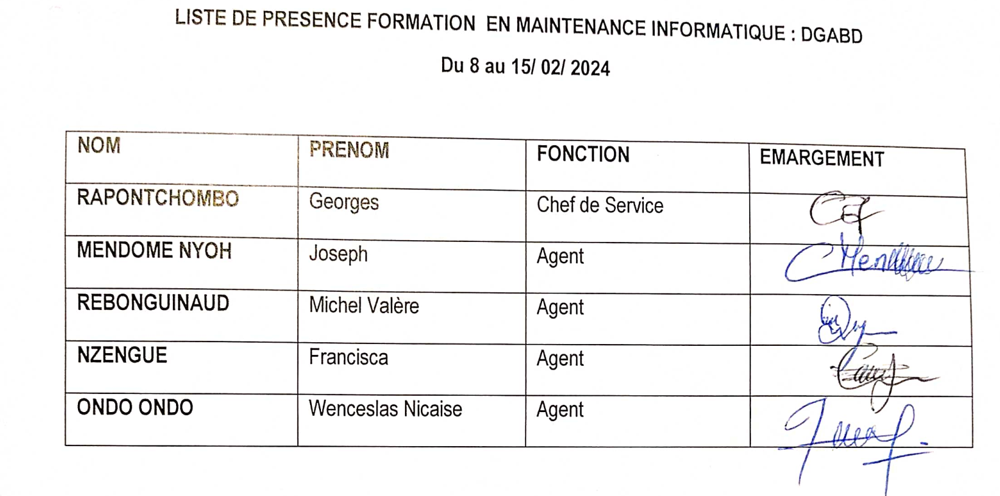 LISTE DE PRESENCE FORMATION EN MAINTENANCE INFORMATIQUE : DGABD
Du 8 au 15/ 02/ 2024
NOM PRENOM FONCTION EMARGEMENT
RAPONTCHOMBO Georges Chef de Service
MENDOME NYOH Joseph Agent
REBONGUINAUD Michel Valère Agent
NZENGUE Francisca Agent
ONDO ONDO Wenceslas Nicaise Agent